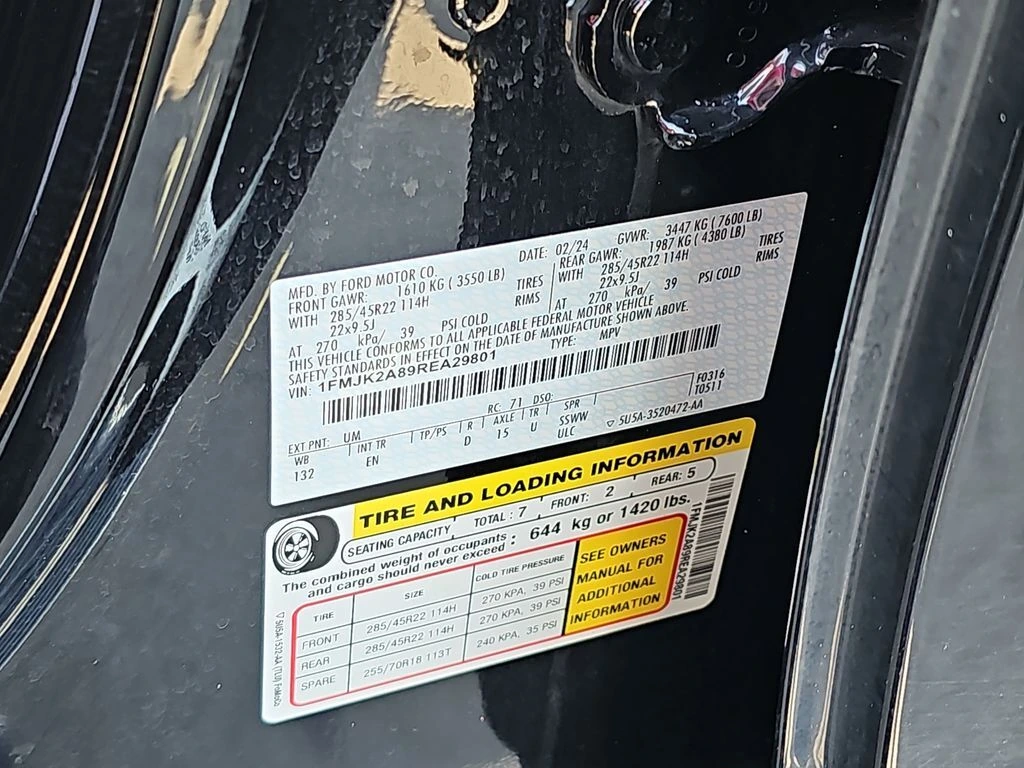 MFD. BY FORD MOTOR CO.
DATE: 02/24 GVWR: 3447 KG ( 7600 LB)
FRONT GAWR: 1610 KG ( 3550 LB) REAR GAWR: 1987 KG ( 4380 LB)
WITH 285/45R22 114H TIRES WITH 285/45R22 114H TIRES
22x9.5J RIMS 22x9.5J RIMS
AT 270 kPa/ 39 PSI COLD AT 270 kPa/ 39 PSI COLD
THIS VEHICLE CONFORMS TO ALL APPLICABLE FEDERAL MOTOR VEHICLE
SAFETY STANDARDS IN EFFECT ON THE DATE OF MANUFACTURE SHOWN ABOVE.
VIN: 1FMJK2A89REA29801 TYPE: MPV
F0316
EXT PNT: UM RC: 71 DSO: T0511
WB INT TR TP/PS R AXLE TR SPR
132 EN D 15 U SSWW
ULC ▽ 5U5A-3520472-AA
TIRE AND LOADING INFORMATION
SEATING CAPACITY TOTAL : 7 FRONT: 2 REAR: 5
The combined weight of occupants and cargo should never exceed : 644 kg or 1420 lbs.
TIRE SIZE COLD TIRE PRESSURE
FRONT 285/45R22 114H 270 KPA, 39 PSI
REAR 285/45R22 114H 270 KPA, 39 PSI
SPARE 255/70R18 113T 240 KPA, 35 PSI
SEE OWNERS
MANUAL FOR
ADDITIONAL
INFORMATION
1FMJK2A89REA29801